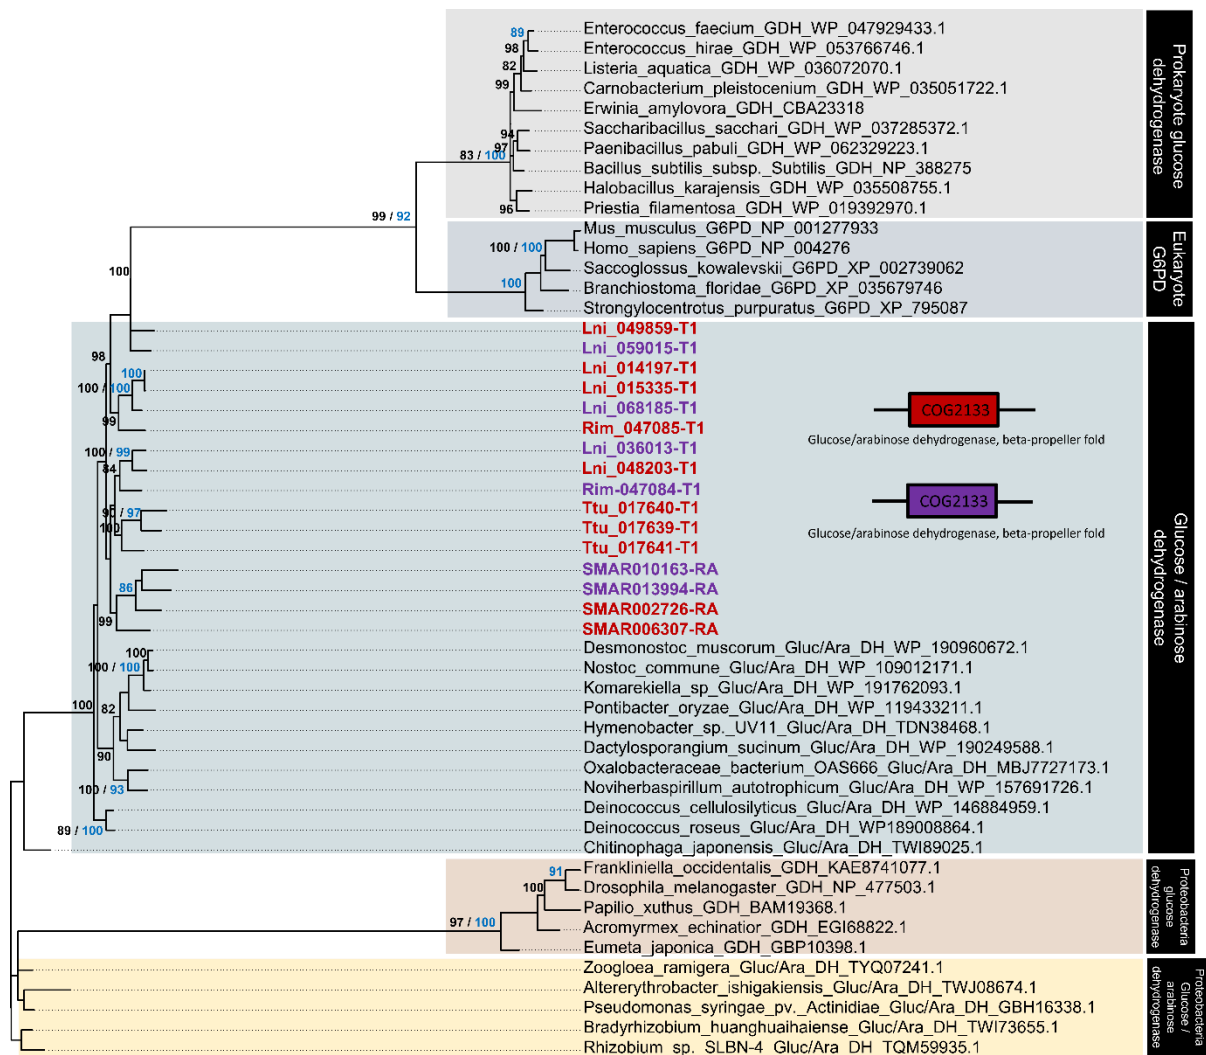 Enterococcus_faecium_GDH_WP_047929433.1
Enterococcus_hirae_GDH_WP_053766746.1
Listeria_aquatica_GDH_WP_036072070.1
Carnobacterium_pleistocenium_GDH_WP_035051722.1
Erwinia_amylovora_GDH_CBA23318
Saccharibacillus_sacchari_GDH_WP_037285372.1
Paenibacillus_pabuli_GDH_WP_062329223.1
Bacillus_subtilis_subsp._Subtilis_GDH_NP_388275
Halobacillus_karajensis_GDH_WP_035508755.1
Priestia_filamentosa_GDH_WP_019392970.1
89
98
82
99
94
97
83 / 100
96
Prokaryote glucose
dehydrogenase
99 / 92
Mus_musculus_G6PD_NP_001277933
Homo_sapiens_G6PD_NP_004276
Saccoglossus_kowalevskii_G6PD_XP_002739062
Branchiostoma_floridae_G6PD_XP_035679746
Strongylocentrotus_purpuratus_G6PD_XP_795087
100 / 100
100
Eukaryote
G6PD
100
Lni_049859-T1
Lni_059015-T1
Lni_014197-T1
Lni_015335-T1
Lni_068185-T1
Rim_047085-T1
Lni_036013-T1
Lni_048203-T1
Rim-047084-T1
Ttu_017640-T1
Ttu_017639-T1
Ttu_017641-T1
SMAR010163-RA
SMAR013994-RA
SMAR002726-RA
SMAR006307-RA
Desmonostoc_muscorum_Gluc/Ara_DH_WP_190960672.1
Nostoc_commune_Gluc/Ara_DH_WP_109012171.1
Komarekiella_sp_Gluc/Ara_DH_WP_191762093.1
Pontibacter_oryzae_Gluc/Ara_DH_WP_119433211.1
Hymenobacter_sp._UV11_Gluc/Ara_DH_TDN38468.1
Dactylosporangium_sucinum_Gluc/Ara_DH_WP_190249588.1
Oxalobacteraceae_bacterium_OAS666_Gluc/Ara_DH_MBJ7727173.1
Noviherbaspirillum_autotrophicum_Gluc/Ara_DH_WP_157691726.1
Deinococcus_cellulosilyticus_Gluc/Ara_DH_WP_146884959.1
Deinococcus_roseus_Gluc/Ara_DH_WP189008864.1
Chitinophaga_japonensis_Gluc/Ara_DH_TWI89025.1
98
100
100 / 100
99
100 / 99
84
/ 97
100
86
99
100
100 / 100
100
82
90
100 / 93
89 / 100
COG2133
Glucose/arabinose dehydrogenase, beta-propeller fold
COG2133
Glucose/arabinose dehydrogenase, beta-propeller fold
Glucose / arabinose
dehydrogenase
Frankliniella_occidentalis_GDH_KAE8741077.1
Drosophila_melanogaster_GDH_NP_477503.1
Papilio_xuthus_GDH_BAM19368.1
Acromyrmex_echinatior_GDH_EGI68822.1
Eumeta_japonica_GDH_GBP10398.1
91
100
97 / 100
Proteobacteria
glucose
dehydrogenase
Zoogloea_ramigera_Gluc/Ara_DH_TYQ07241.1
Altererythrobacter_ishigakiensis_Gluc/Ara_DH_TWJ08674.1
Pseudomonas_syringae_pv._Actinidiae_Gluc/Ara_DH_GBH16338.1
Bradyrhizobium_huanghuaihaiense_Gluc/Ara_DH_TWI73655.1
Rhizobium_sp._SLBN-4_Gluc/Ara_DH_TQM59935.1
Proteobacteria
Glucose /
arabinose
dehydrogenase